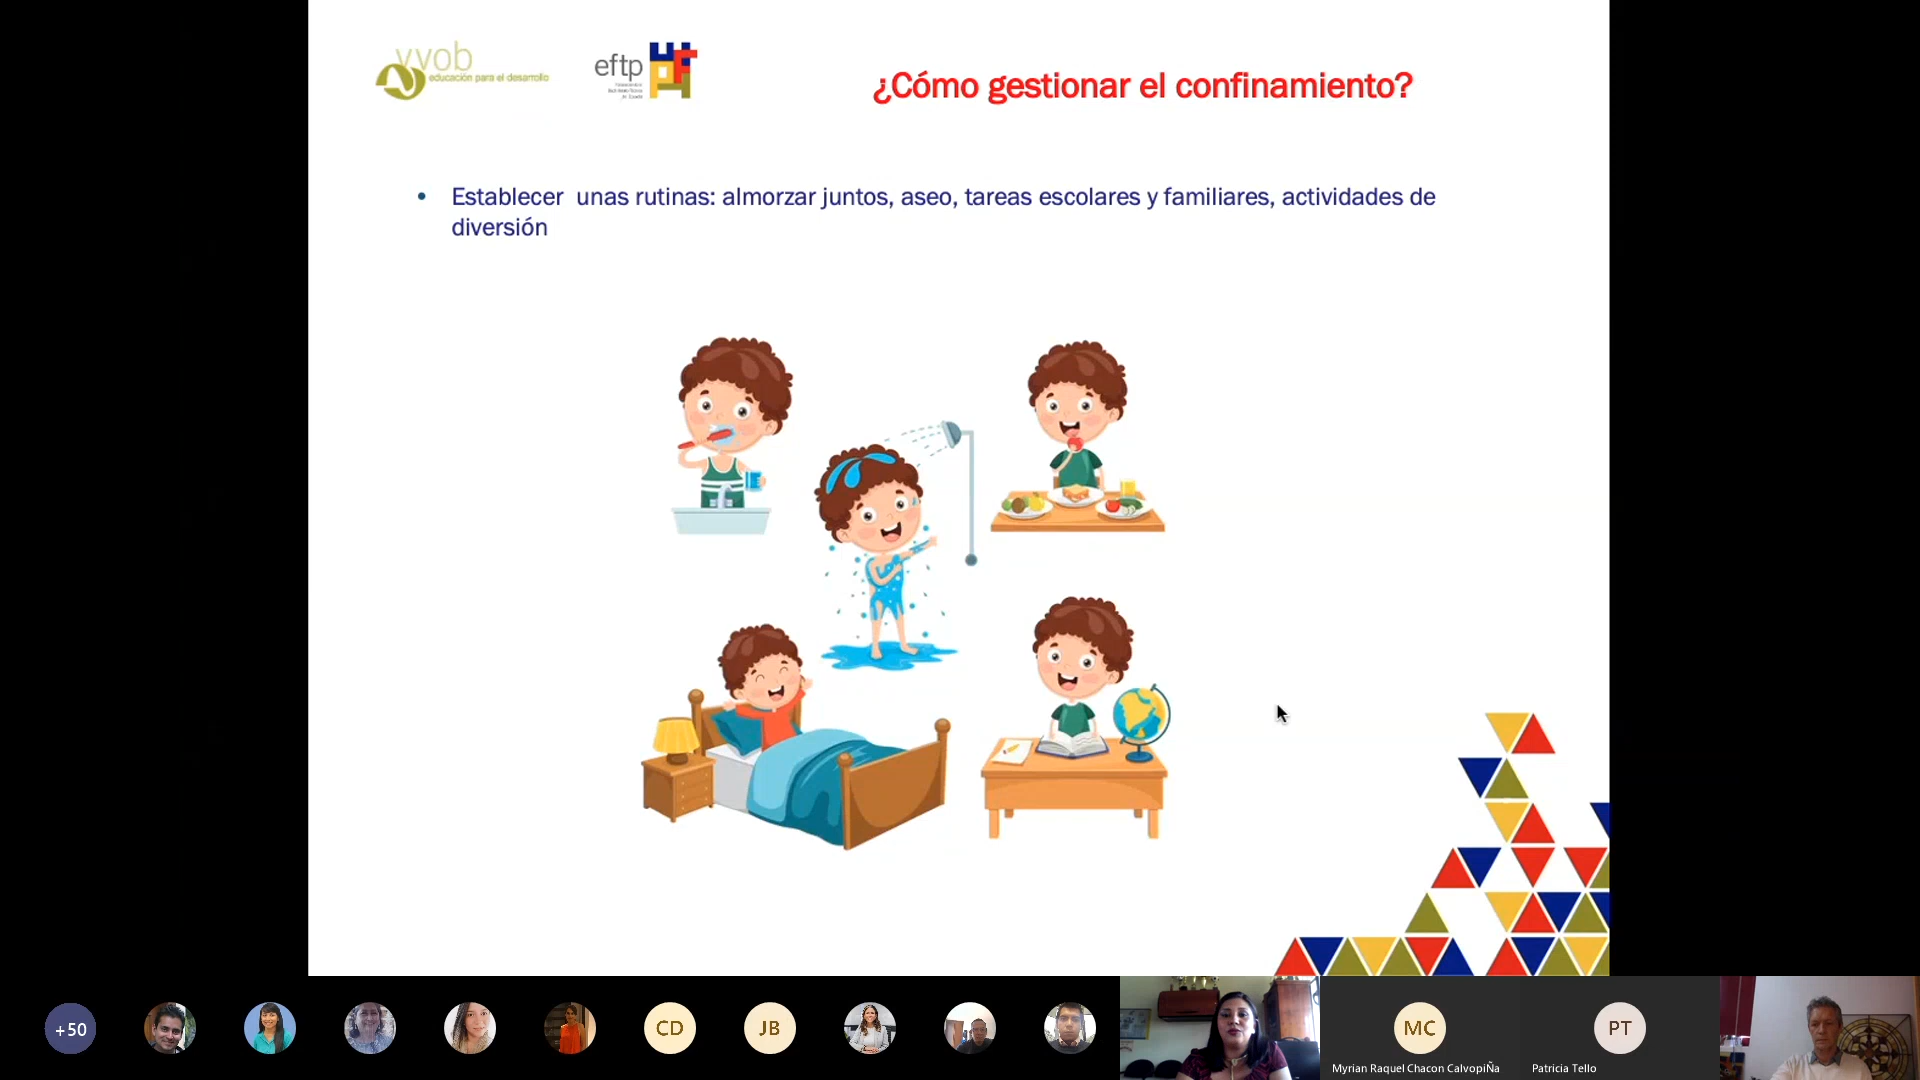 vvob
educación para el desarrollo
eftp
¿Cómo gestionar el confinamiento?
• Establecer  unas rutinas: almorzar juntos, aseo, tareas escolares y familiares, actividades de
diversión
+50
CD
JB
MC
PT
Myrian Raquel Chacon CalvopiÑa
Patricia Tello